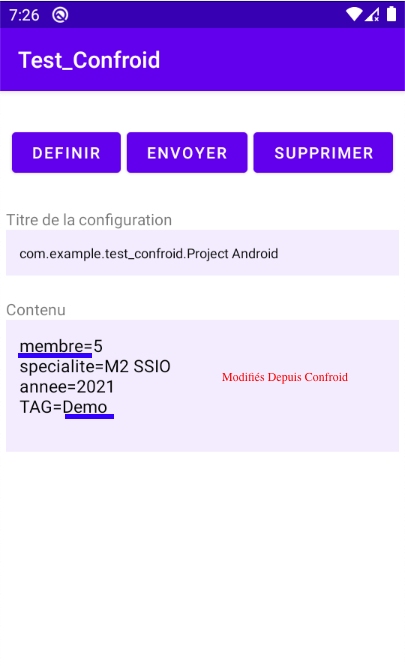 7:26
Test_Confroid
DEFINIR ENVOYER SUPPRIMER
Titre de la configuration
com.example.test_confroid.Project Android
Contenu
membre=5
specialite=M2 SSIO
annee=2021
TAG=Demo
Modifiés Depuis Confroid